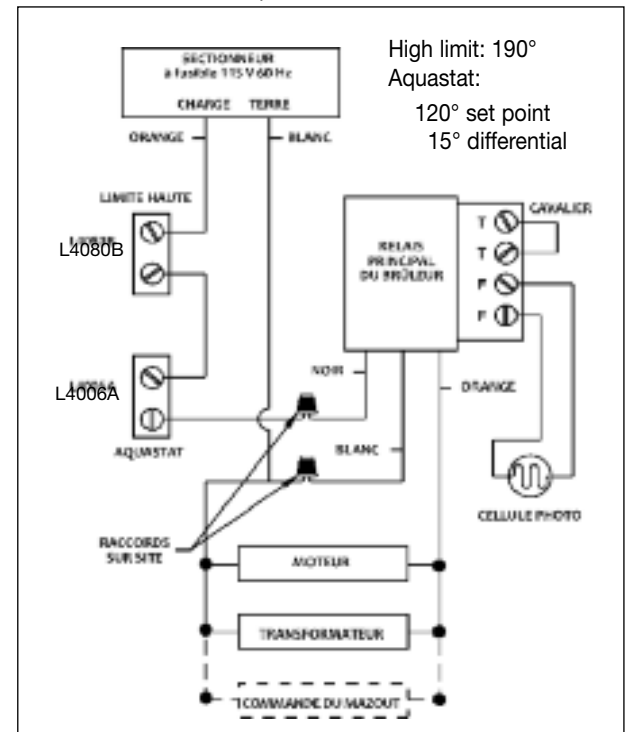 SECTIONNEUR
à fusible 115 V 60 Hz
CHARGE TERRE
High limit: 190°
Aquastat:
120° set point
15° differential
ORANGE
BLANC
LIMITE HAUTE
L4080B
RELAIS
PRINCIPAL
DU BRÛLEUR
T
T
F
F
CAVALIER
L4006A
AQUASTAT
NOIR
ORANGE
BLANC
CELLULE PHOTO
RACCORDS
SUR SITE
MOTEUR
TRANSFORMATEUR
COMMANDE DU MAZOUT